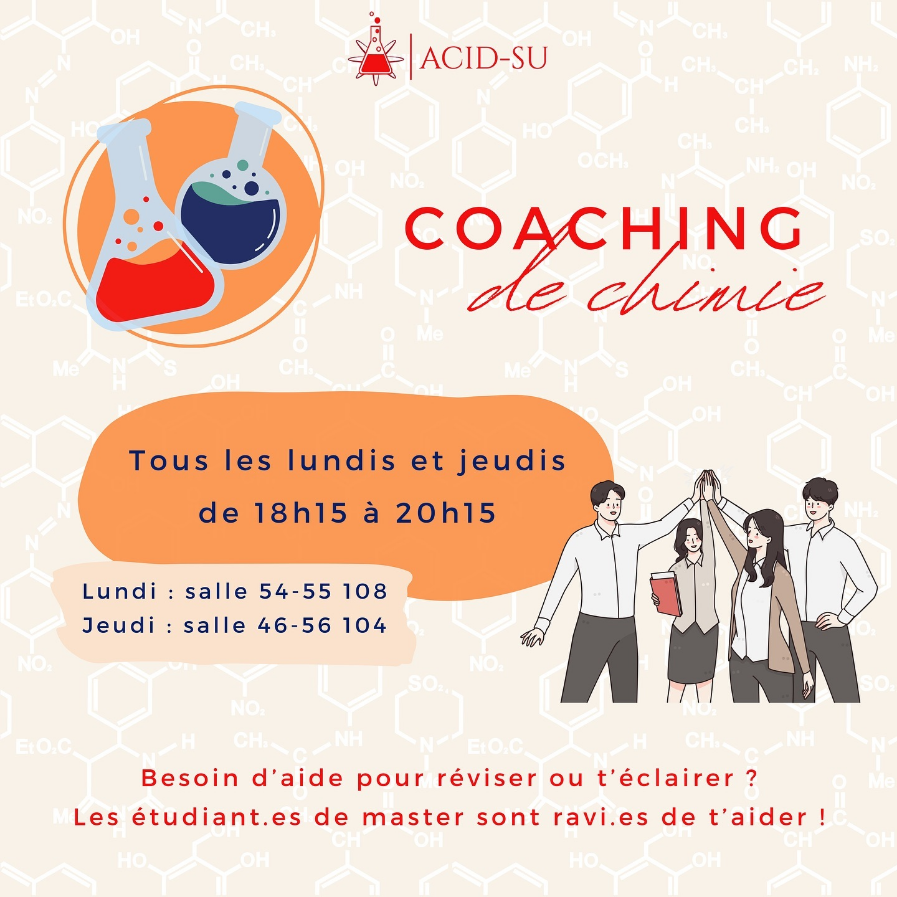 ACID-SU
COACHING
de chimie
Tous les lundis et jeudis
de 18h15 à 20h15
Lundi : salle 54-55 108
Jeudi : salle 46-56 104
Besoin d’aide pour réviser ou t’éclairer ?
Les étudiant.es de master sont ravi.es de t’aider !